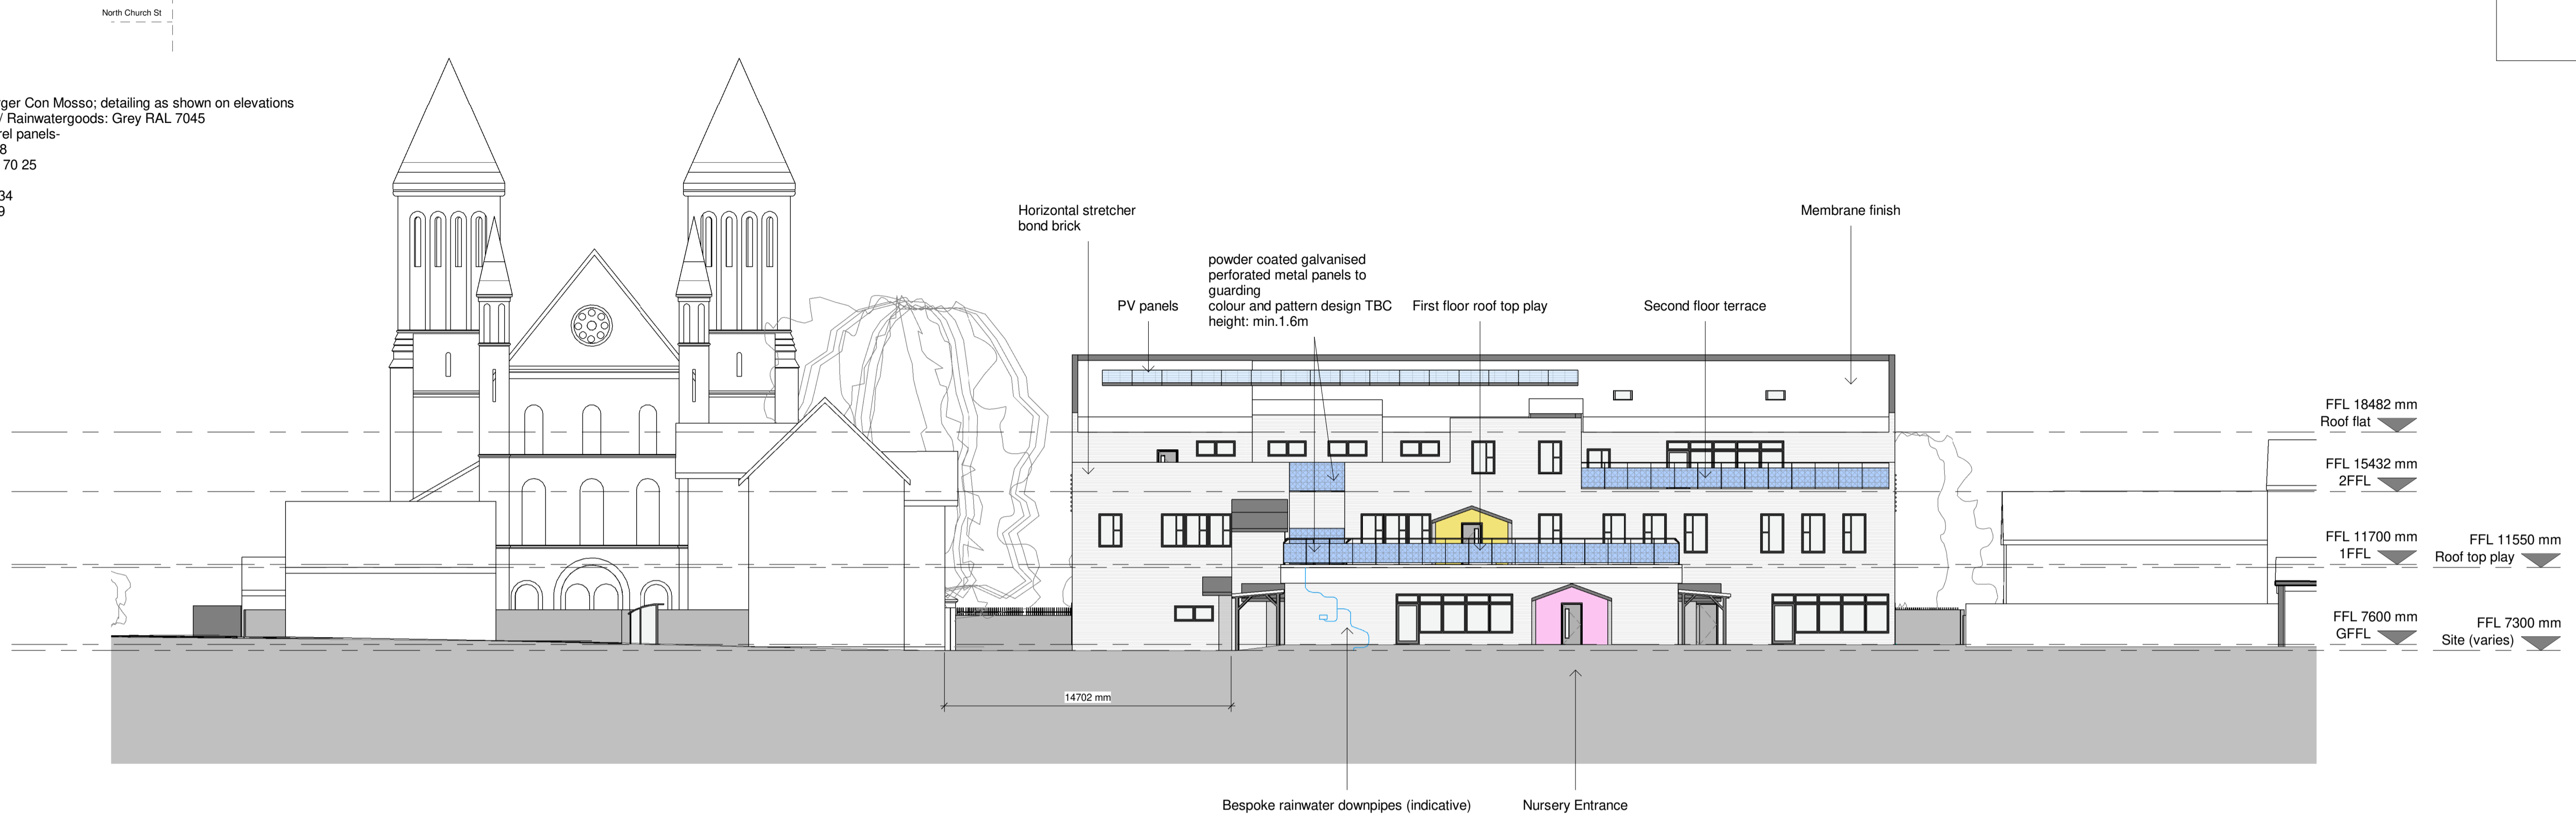 North Church St
ger Con Mosso; detailing as shown on elevations
/ Rainwatergoods: Grey RAL 7045
rel panels-
8
70 25
34
9
Horizontal stretcher
bond brick
Membrane finish
powder coated galvanised
perforated metal panels to
guarding
colour and pattern design TBC
height: min.1.6m
PV panels
First floor roof top play
Second floor terrace
FFL 18482 mm
Roof flat
FFL 15432 mm
2FFL
FFL 11700 mm
1FFL
FFL 11550 mm
Roof top play
FFL 7600 mm
GFFL
FFL 7300 mm
Site (varies)
14702 mm
Bespoke rainwater downpipes (indicative)
Nursery Entrance